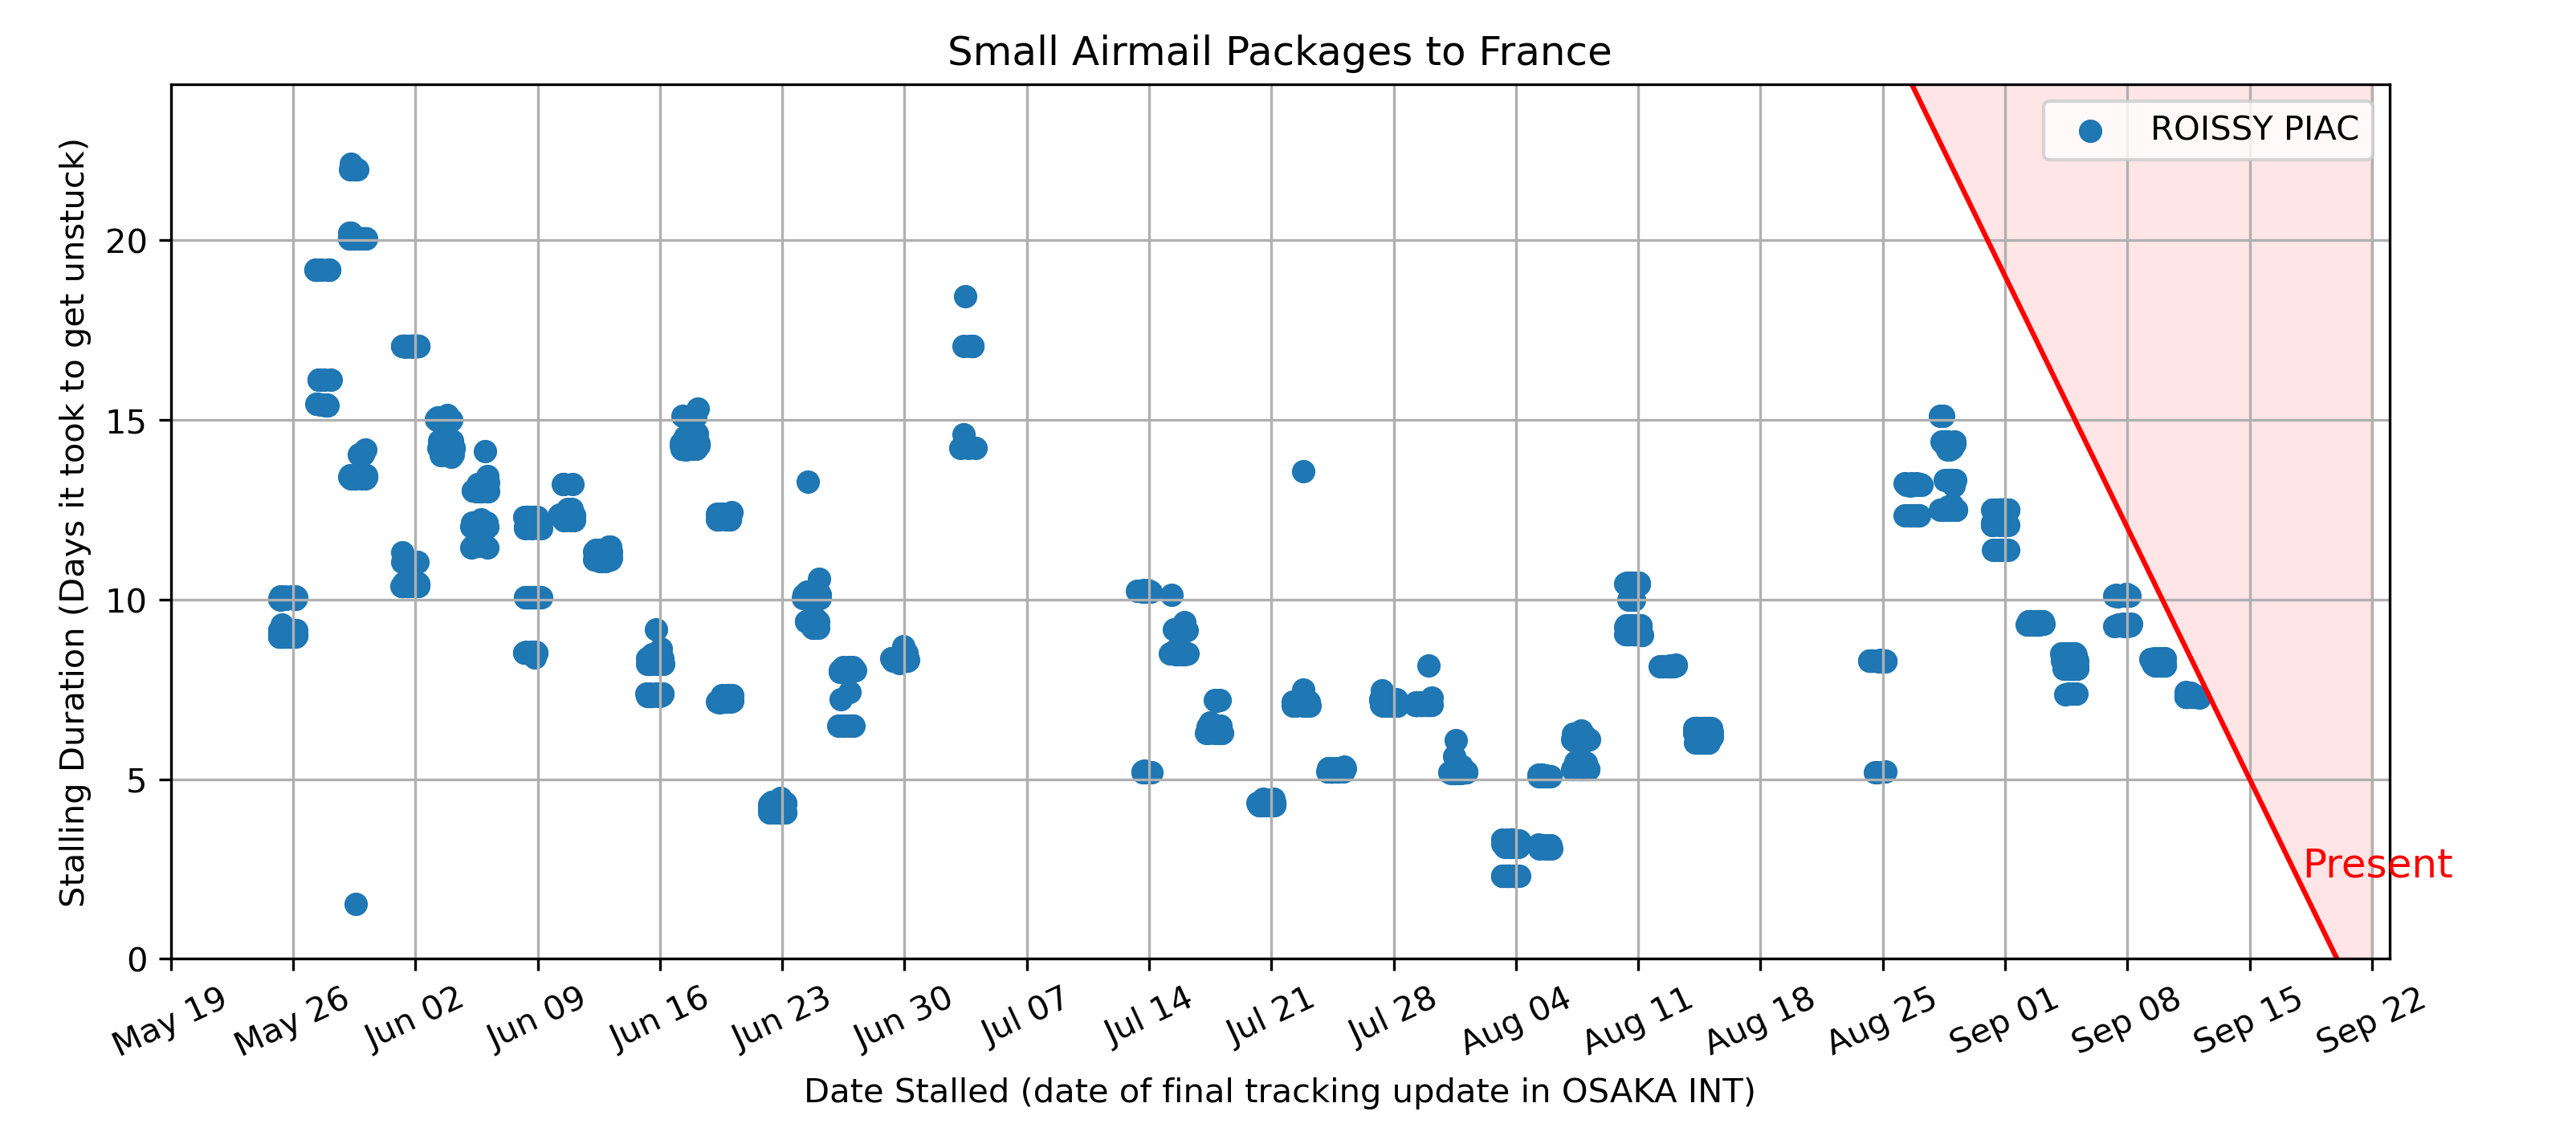 Small Airmail Packages to France
ROISSY PIAC
Stalling Duration (Days it took to get unstuck)
20
15
10
5
0
Present
May 19
May 26
Jun 02
Jun 09
Jun 16
Jun 23
Jun 30
Jul 07
Jul 14
Jul 21
Jul 28
Aug 04
Aug 11
Aug 18
Aug 25
Sep 01
Sep 08
Sep 15
Sep 22
Date Stalled (date of final tracking update in OSAKA INT)